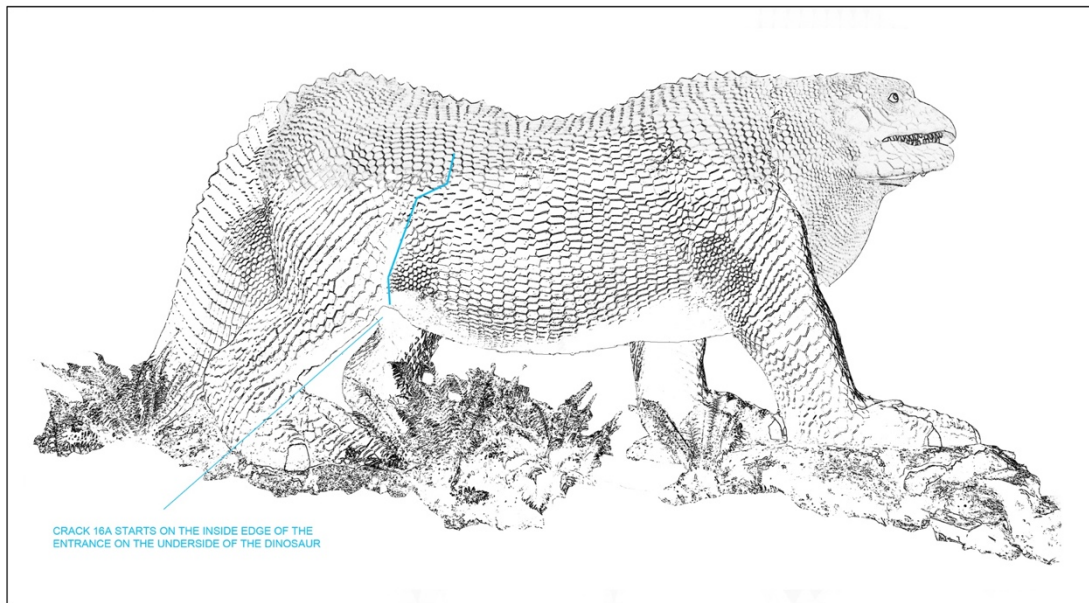 CRACK 16A STARTS ON THE INSIDE EDGE OF THE
ENTRANCE ON THE UNDERSIDE OF THE DINOSAUR